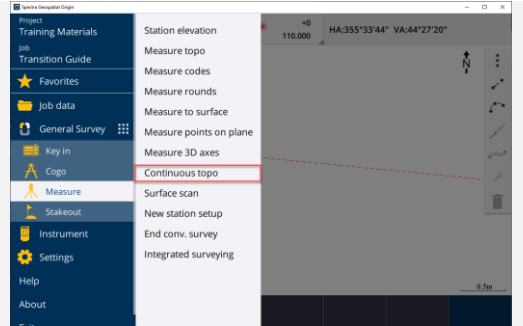 Spectra Geospatial Origin
Project
Training Materials
Job
Transition Guide
Favorites
Job data
General Survey
Key in
Cogo
Measure
Stakeout
Instrument
Settings
Help
About
Station elevation
Measure topo
Measure codes
Measure rounds
Measure to surface
Measure points on plane
Measure 3D axes
Continuous topo
Surface scan
New station setup
End conv. survey
Integrated surveying
+0
110.000
HA:355°33'44" VA:44°27'20"
N
0.5m